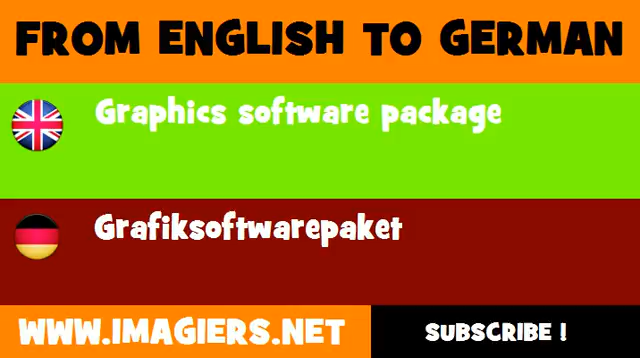 FROM ENGLISH TO GERMAN
Graphics software package
Grafiksoftwarepaket
WWW.IMAGIERS.NET
SUBSCRIBE !